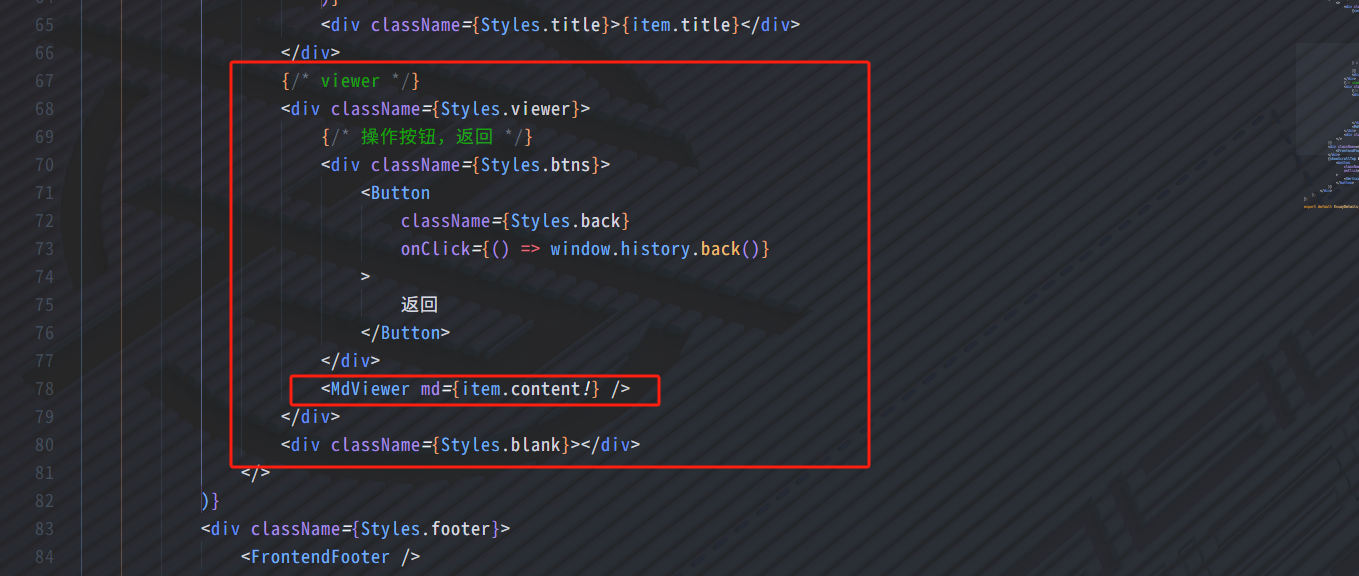 65 <div className={Styles.title}>{item.title}</div>
66 </div>
67 {/* viewer */}
68 <div className={Styles.viewer}>
69 {/* 操作按钮，返回 */}
70 <div className={Styles.btns}>
71 <Button
72 className={Styles.back}
73 onClick={() => window.history.back()}
74 >
75 返回
76 </Button>
77 </div>
78 <MdViewer md={item.content!} />
79 </div>
80 <div className={Styles.blank}></div>
81 </>
82 )}
83 <div className={Styles.footer}>
84 <FrontendFooter />